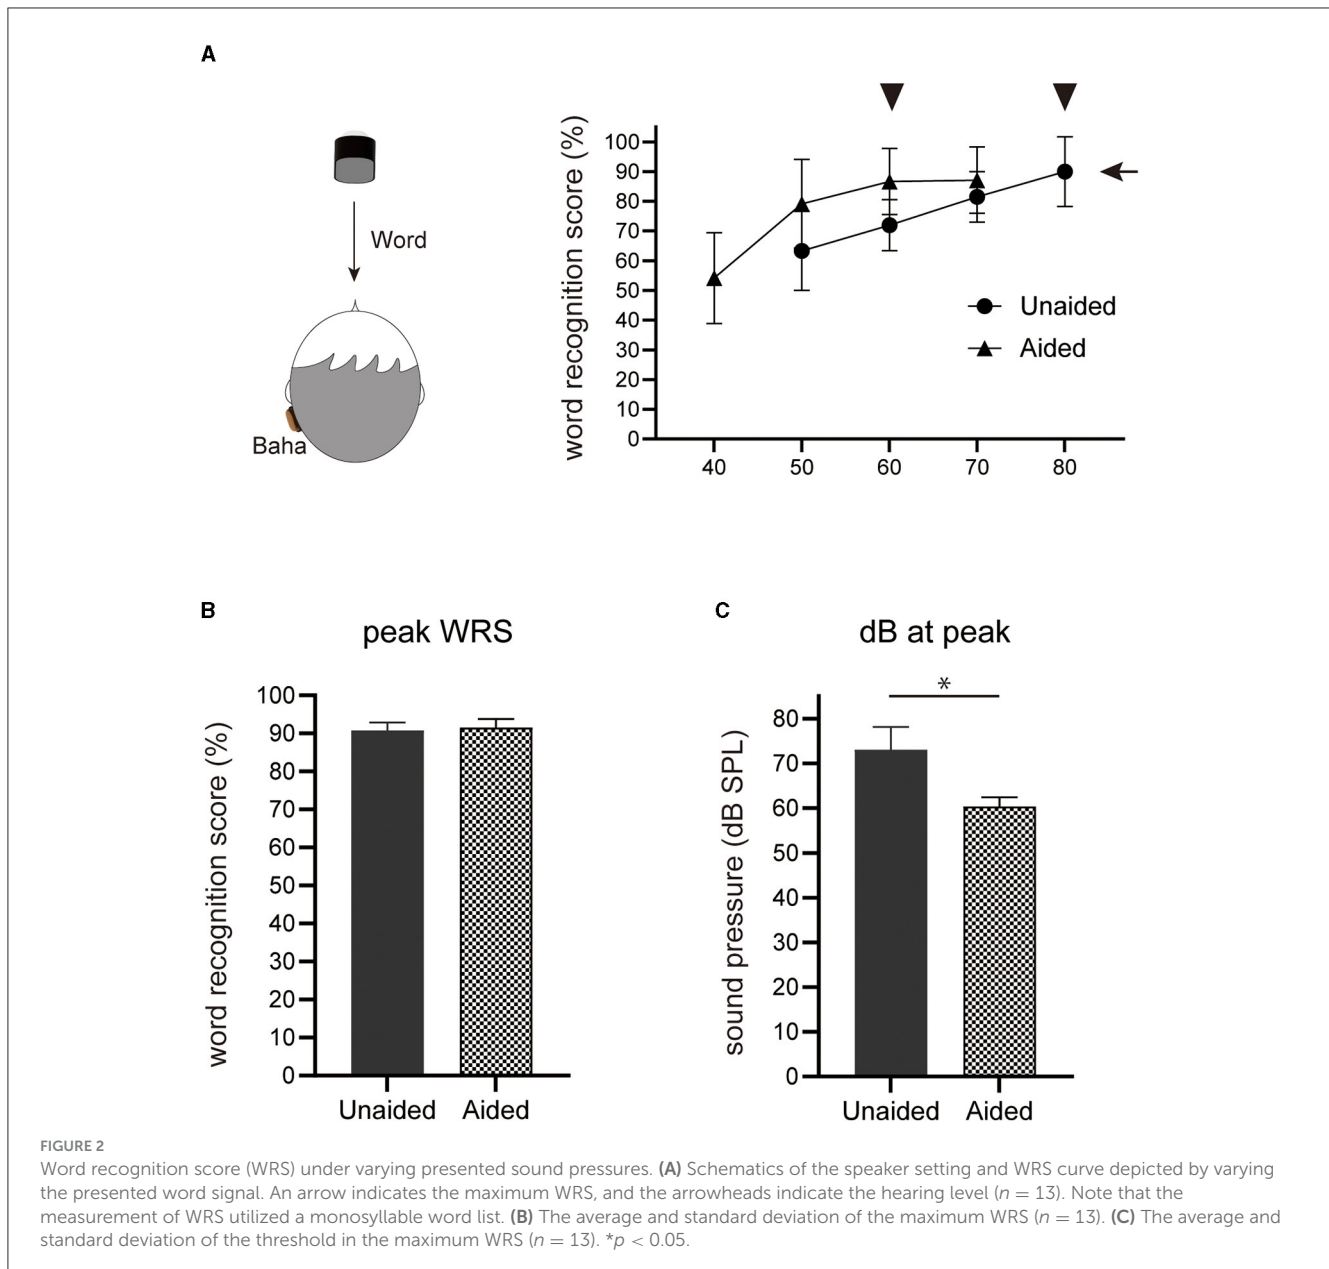 A
Word
Baha
word recognition score (%)
100
90
80
70
60
50
40
30
20
10
0
40 50 60 70 80
Unaided
Aided
B
peak WRS
word recognition score (%)
100
90
80
70
60
50
40
30
20
10
0
Unaided Aided
C
dB at peak
*
sound pressure (dB SPL)
80
70
60
50
40
30
20
10
0
Unaided Aided
FIGURE 2
Word recognition score (WRS) under varying presented sound pressures. (A) Schematics of the speaker setting and WRS curve depicted by varying
the presented word signal. An arrow indicates the maximum WRS, and the arrowheads indicate the hearing level (n = 13). Note that the
measurement of WRS utilized a monosyllable word list. (B) The average and standard deviation of the maximum WRS (n = 13). (C) The average and
standard deviation of the threshold in the maximum WRS (n = 13). *p < 0.05.